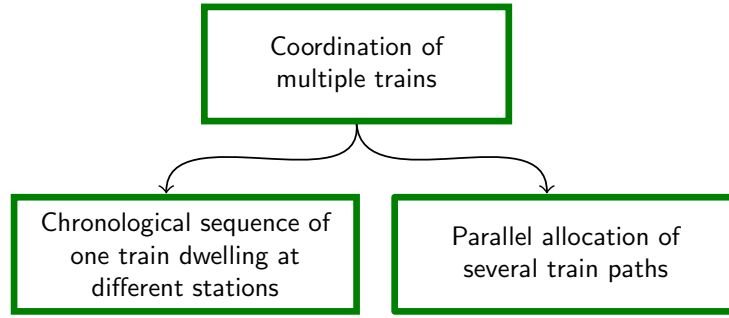 Coordination of
multiple trains
Chronological sequence of
one train dwelling at
different stations
Parallel allocation of
several train paths